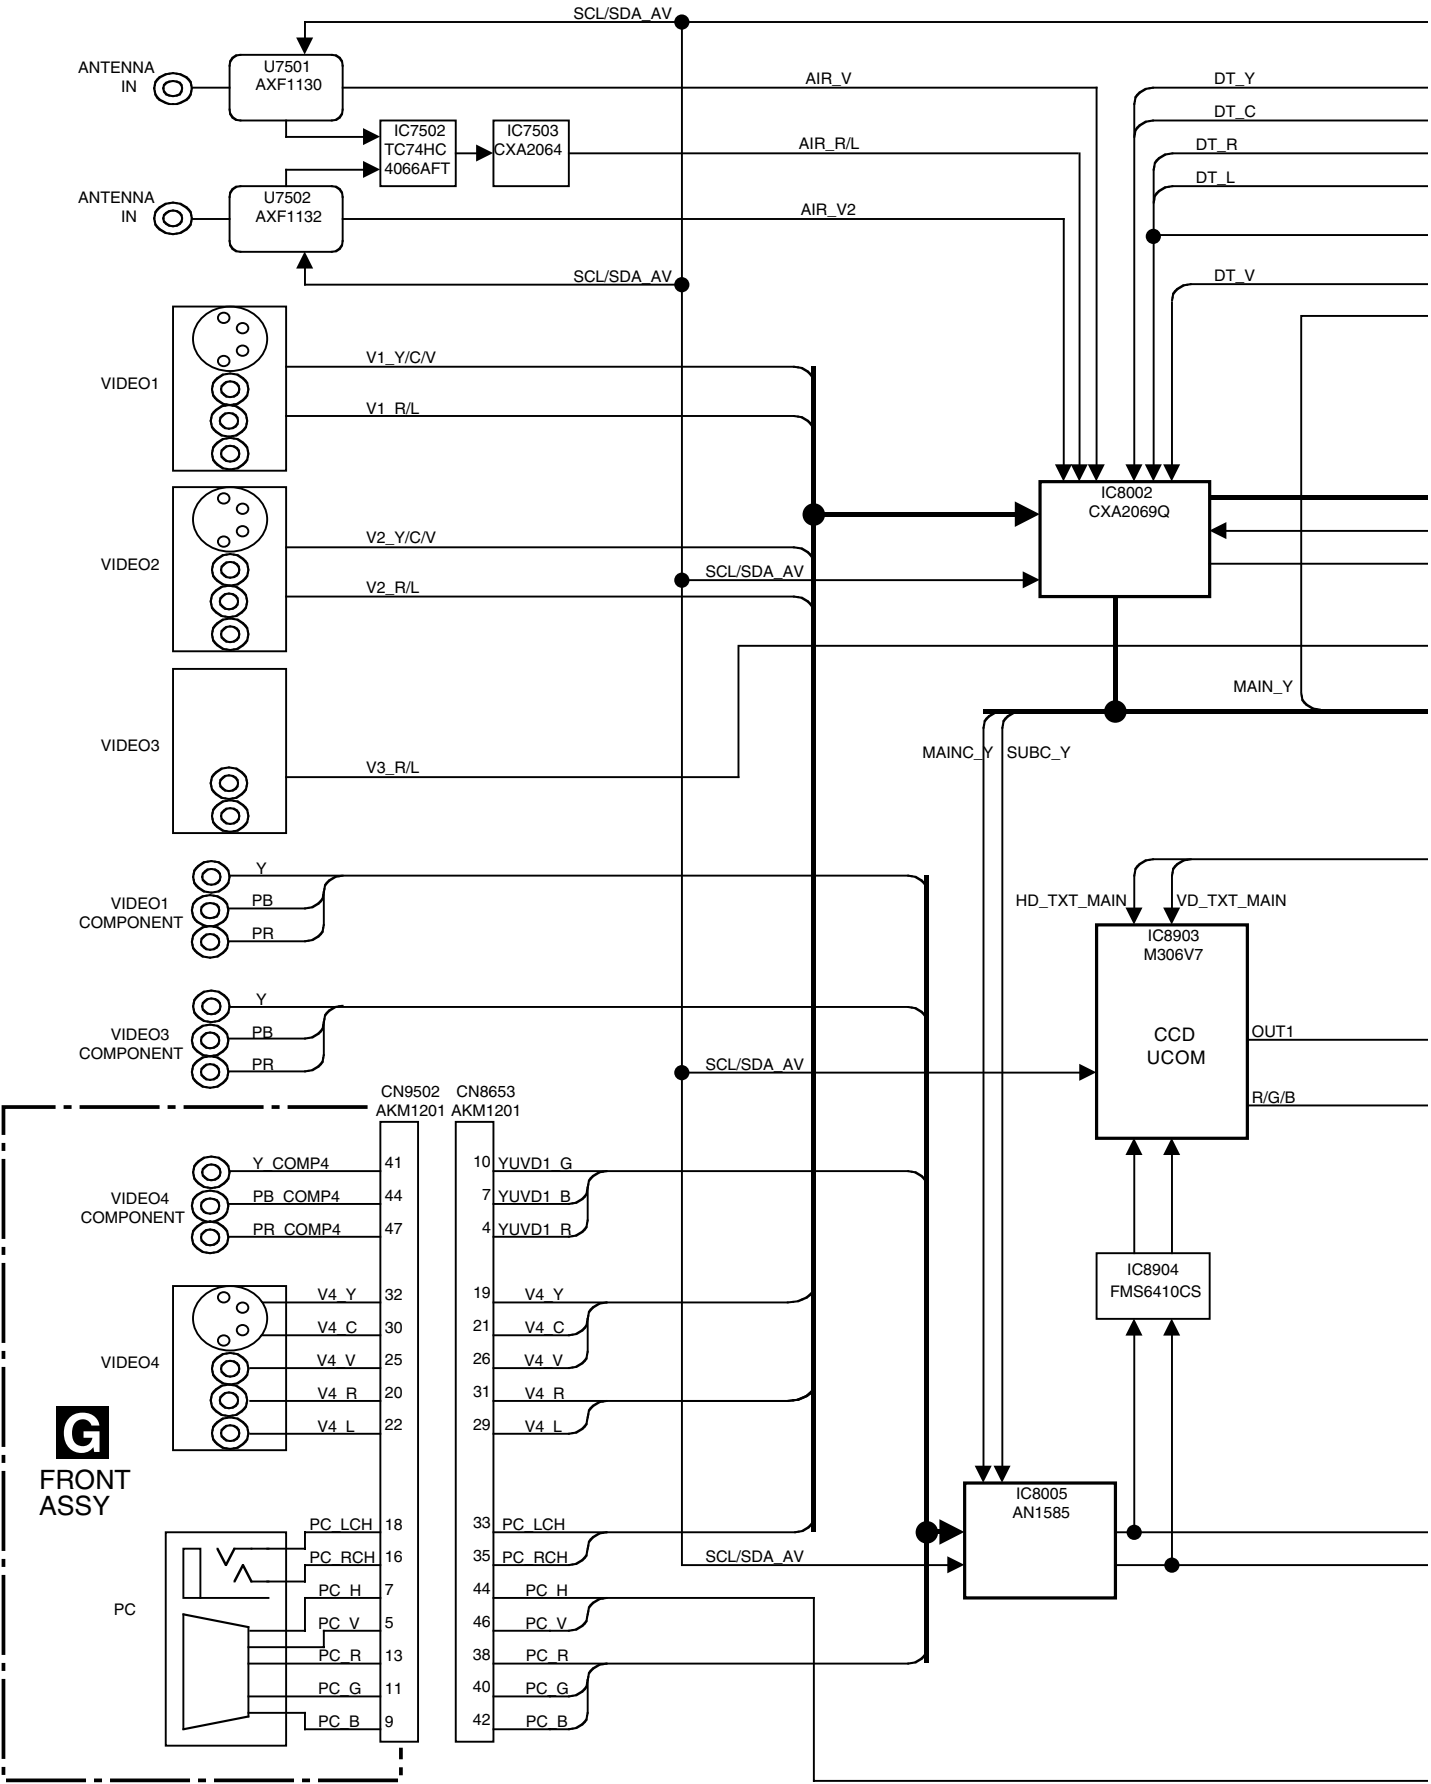 SCL/SDA_AV
ANTENNA
IN
U7501
AXF1130
AIR_V
DT_Y
DT_C
IC7502
TC74HC
4066AFT
IC7503
CXA2064
AIR_R/L
DT_R
DT_L
ANTENNA
IN
U7502
AXF1132
AIR_V2
SCL/SDA_AV
DT_V
VIDEO1
V1_Y/C/V
V1_R/L
IC8002
CXA2069Q
VIDEO2
V2_Y/C/V
V2_R/L
SCL/SDA_AV
MAIN_Y
VIDEO3
V3_R/L
MAINC_Y
SUBC_Y
VIDEO1
COMPONENT
Y
PB
PR
HD_TXT_MAIN
VD_TXT_MAIN
IC8903
M306V7
CCD
UCOM
OUT1
R/G/B
VIDEO3
COMPONENT
Y
PB
PR
SCL/SDA_AV
CN9502
AKM1201
CN8653
AKM1201
VIDEO4
COMPONENT
Y_COMP4 41 10 YUVD1_G
PB_COMP4 44 7 YUVD1_B
PR_COMP4 47 4 YUVD1_R
IC8904
FMS6410CS
VIDEO4
V4_Y 32 19 V4_Y
V4_C 30 21 V4_C
V4_V 25 26 V4_V
V4_R 20 31 V4_R
V4_L 22 29 V4_L
G
FRONT
ASSY
IC8005
AN1585
PC_LCH 18 33 PC_LCH
PC_RCH 16 35 PC_RCH
SCL/SDA_AV
PC
PC_H 7 44 PC_H
PC_V 5 46 PC_V
PC_R 13 38 PC_R
PC_G 11 40 PC_G
PC_B 9 42 PC_B